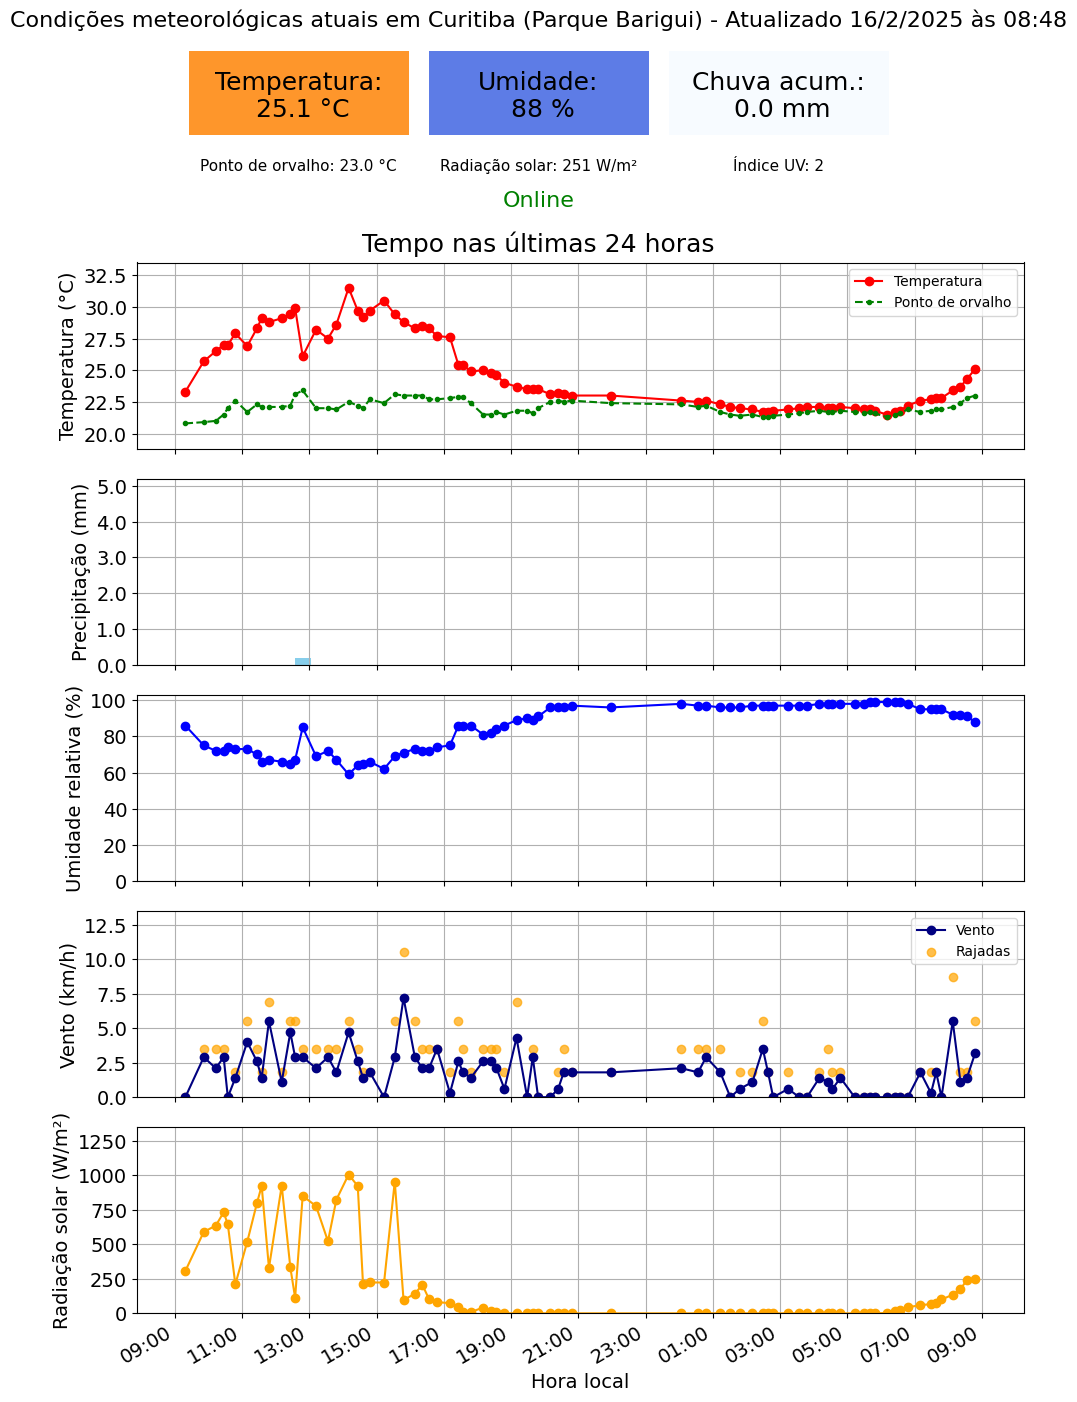 Condições meteorológicas atuais em Curitiba (Parque Barigui) - Atualizado 16/2/2025 às 08:48
Temperatura:
25.1 °C
Umidade:
88 %
Chuva acum.:
0.0 mm
Ponto de orvalho: 23.0 °C
Radiação solar: 251 W/m²
Índice UV: 2
Online
Tempo nas últimas 24 horas
Temperatura (°C)
32.5
30.0
27.5
25.0
22.5
20.0
Temperatura
Ponto de orvalho
Precipitação (mm)
5.0
4.0
3.0
2.0
1.0
0.0
Umidade relativa (%)
100
80
60
40
20
0
Vento (km/h)
12.5
10.0
7.5
5.0
2.5
0.0
Vento
Rajadas
Radiação solar (W/m²)
1250
1000
750
500
250
0
09:00
11:00
13:00
15:00
17:00
19:00
21:00
23:00
01:00
03:00
05:00
07:00
09:00
Hora local